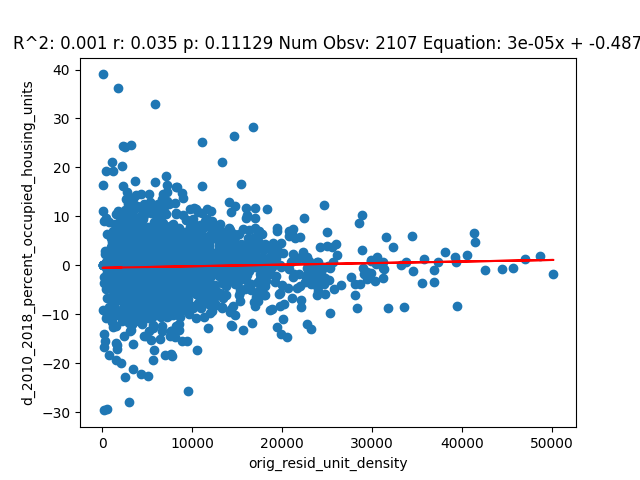 R^2: 0.001 r: 0.035 p: 0.11129 Num Obsv: 2107 Equation: 3e-05x + -0.487
40
30
20
10
0
−10
−20
−30
d_2010_2018_percent_occupied_housing_units
0 10000 20000 30000 40000 50000
orig_resid_unit_density